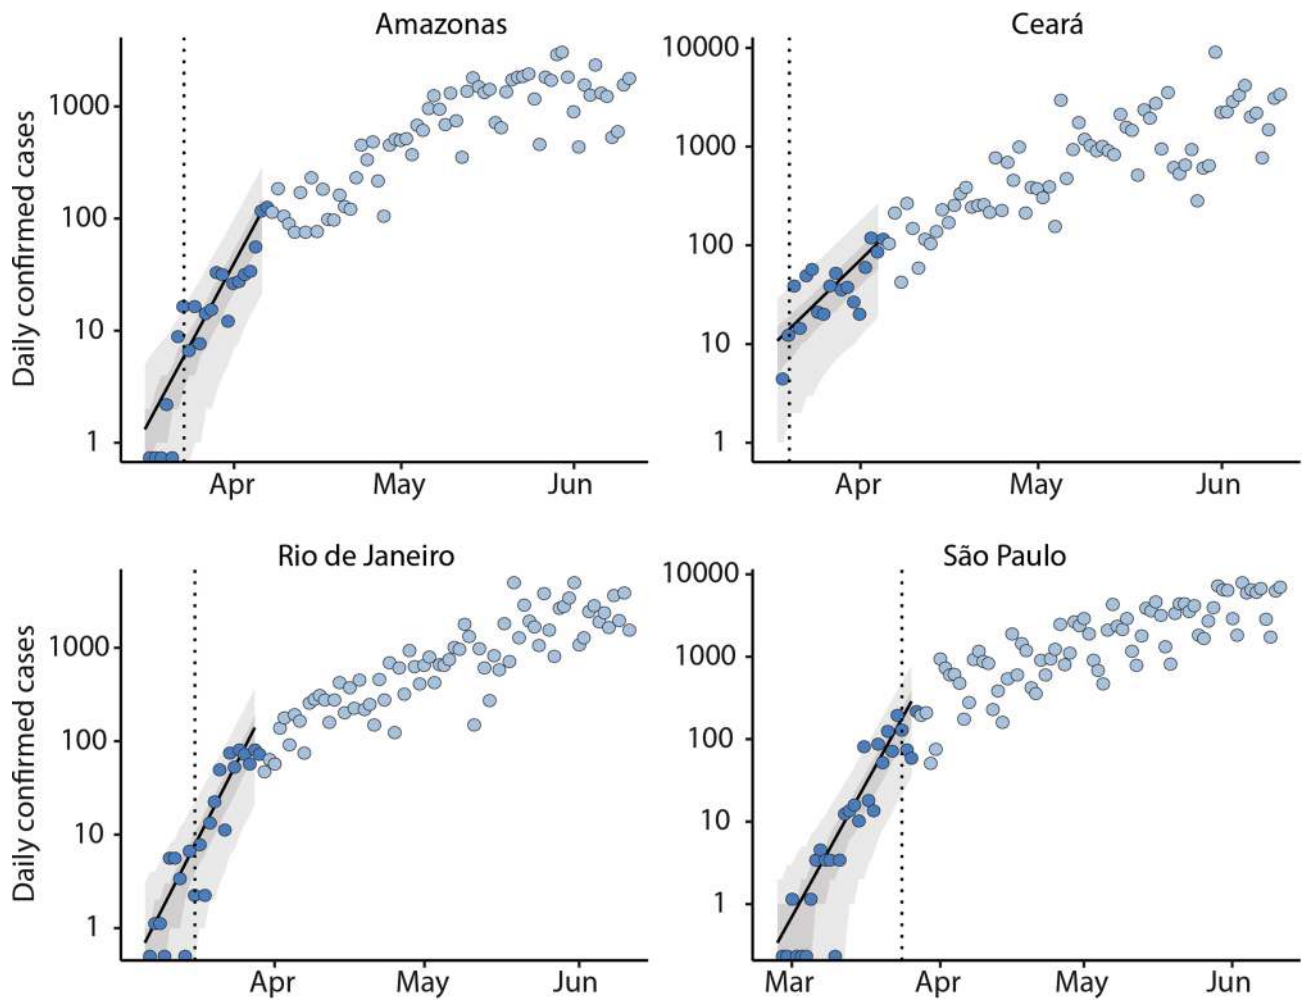 Amazonas
Daily confirmed cases
1000
100
10
1
Apr May Jun
Ceará
10000
1000
100
10
1
Apr May Jun
Rio de Janeiro
Daily confirmed cases
1000
100
10
1
Apr May Jun
São Paulo
10000
1000
100
10
1
Mar Apr May Jun